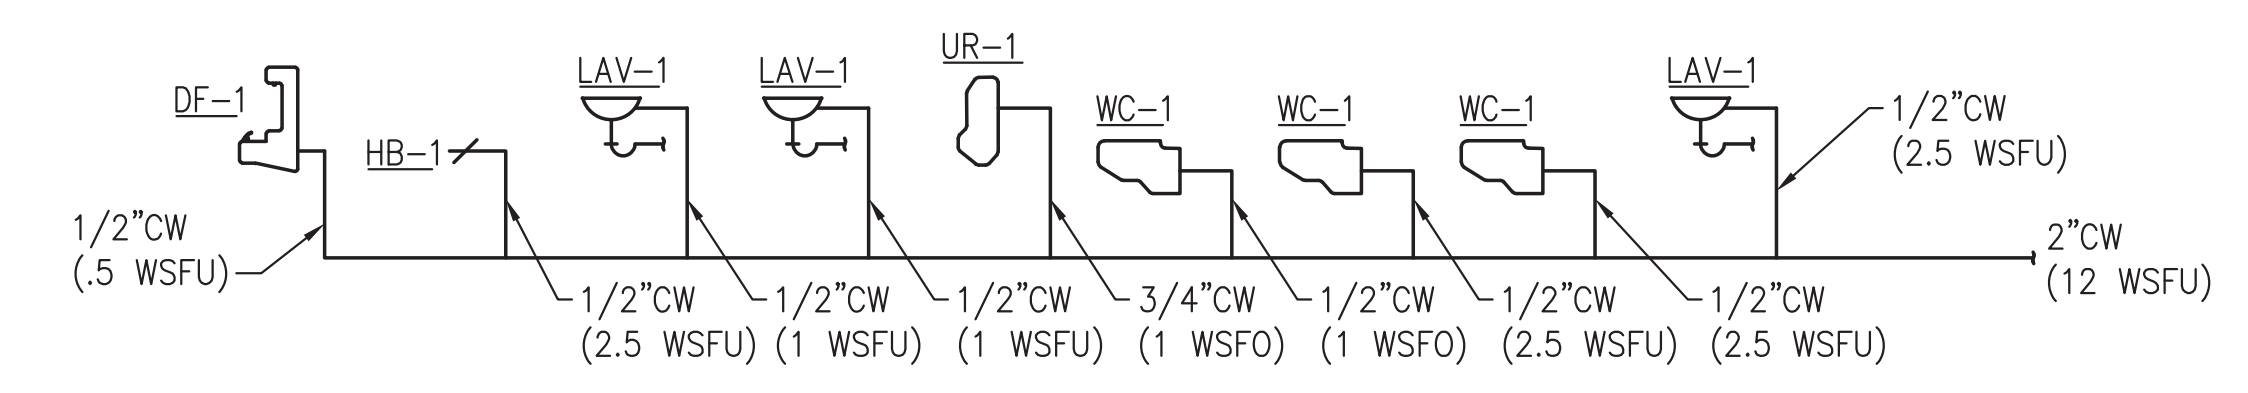 UR-1
LAV-1
LAV-1
LAV-1
DF-1
WC-1
WC-1
WC-1
1/2"CW
(2.5 WSFU)
HB-1
1/2"CW
(.5 WSFU)
2"CW
(12 WSFU)
1/2"CW
(2.5 WSFU)
1/2"CW
(1 WSFU)
1/2"CW
(1 WSFU)
3/4"CW
(1 WSFO)
1/2"CW
(1 WSFO)
1/2"CW
(2.5 WSFU)
1/2"CW
(2.5 WSFU)